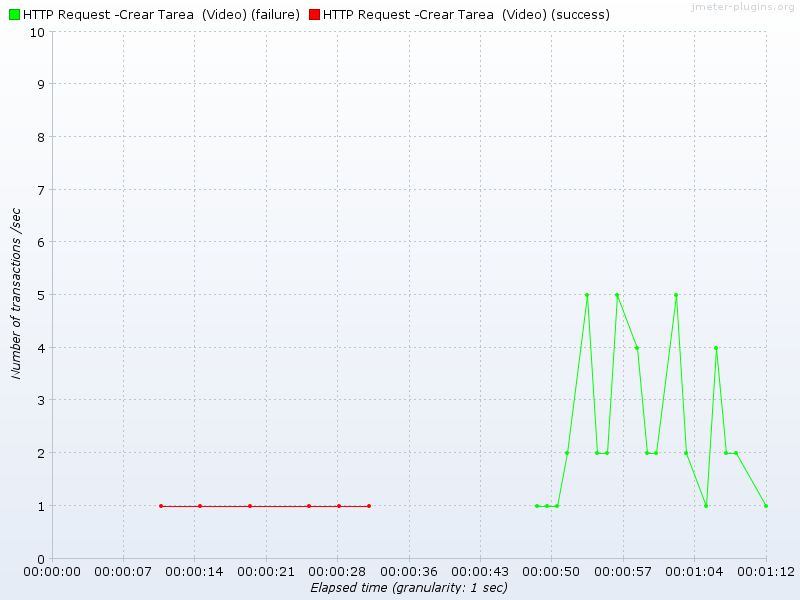 HTTP Request -Crear Tarea  (Video) (failure) HTTP Request -Crear Tarea  (Video) (success)
jmeter-plugins.org
10
9
8
7
6
5
4
3
2
1
0
Number of transactions /sec
00:00:00 00:00:07 00:00:14 00:00:21 00:00:28 00:00:36 00:00:43 00:00:50 00:00:57 00:01:04 00:01:12
Elapsed time (granularity: 1 sec)